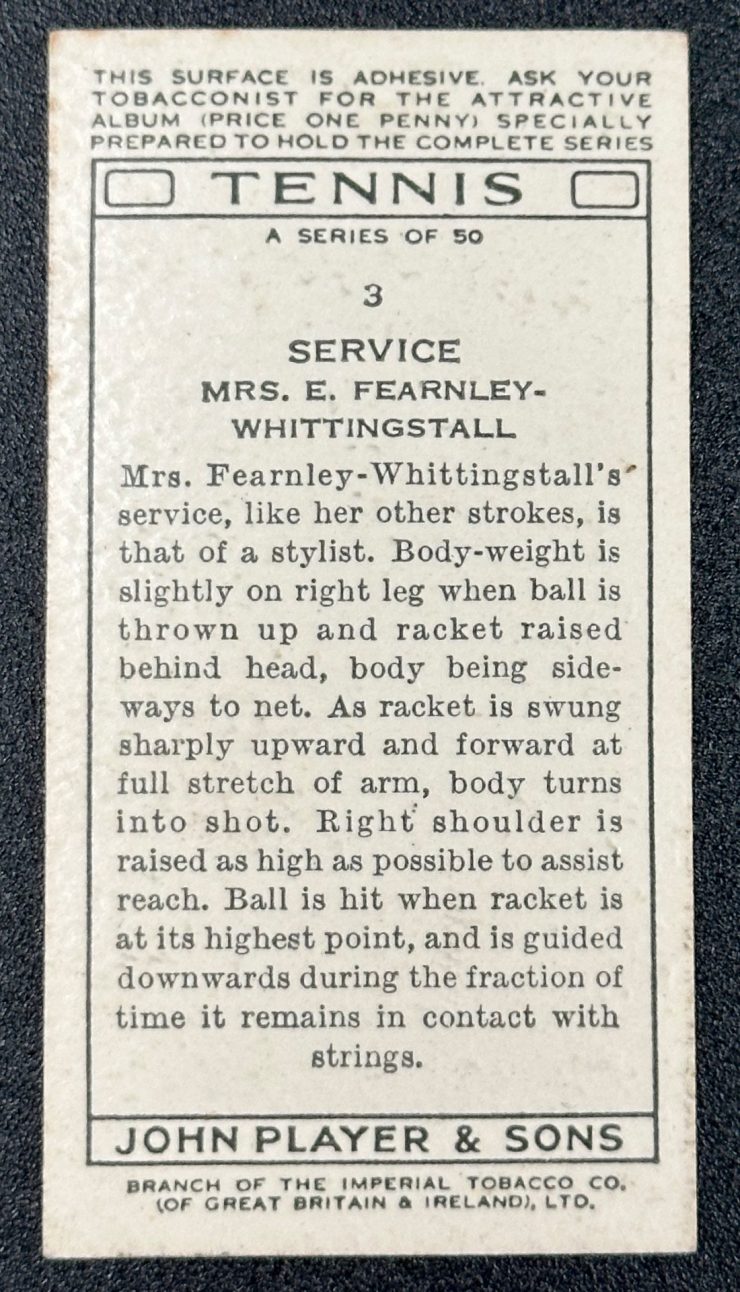 THIS SURFACE IS ADHESIVE. ASK YOUR
TOBACCONIST FOR THE ATTRACTIVE
ALBUM (PRICE ONE PENNY) SPECIALLY
PREPARED TO HOLD THE COMPLETE SERIES
TENNIS
A SERIES OF 50
3
SERVICE
MRS. E. FEARNLEY-
WHITTINGSTALL
Mrs. Fearnley-Whittingstall's
service, like her other strokes, is
that of a stylist. Body-weight is
slightly on right leg when ball is
thrown up and racket raised
behind head, body being side-
ways to net. As racket is swung
sharply upward and forward at
full stretch of arm, body turns
into shot. Right shoulder is
raised as high as possible to assist
reach. Ball is hit when racket is
at its highest point, and is guided
downwards during the fraction of
time it remains in contact with
strings.
JOHN PLAYER & SONS
BRANCH OF THE IMPERIAL TOBACCO CO.
(OF GREAT BRITAIN & IRELAND), LTD.